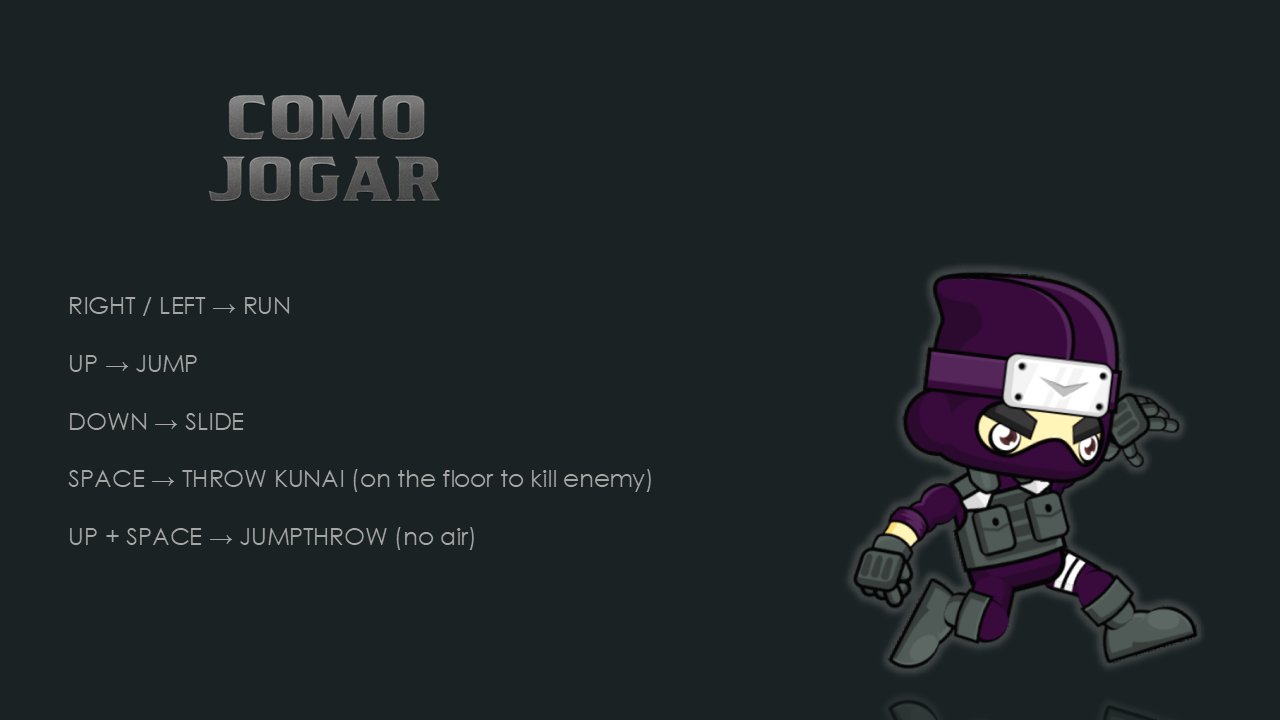 COMO
JOGAR
RIGHT / LEFT → RUN
UP → JUMP
DOWN → SLIDE
SPACE → THROW KUNAI (on the floor to kill enemy)
UP + SPACE → JUMPTHROW (no air)